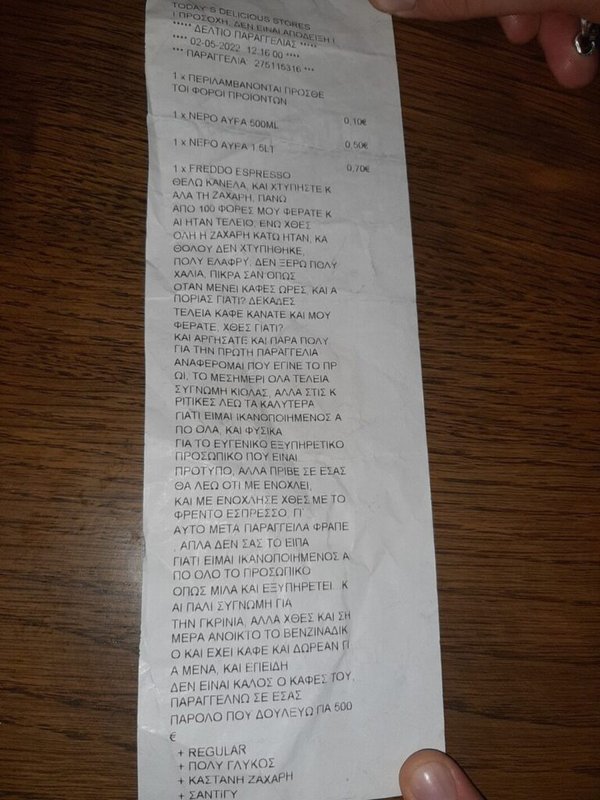 TODAY'S DELICIOUS STORES
! ΠΡΟΣΟΧΗ, ΔΕΝ ΕΙΝΑΙ ΑΠΟΔΕΙΞΗ !
***** ΔΕΛΤΙΟ ΠΑΡΑΓΓΕΛΙΑΣ *****
**** 02-05-2022 12:16:00 ****
*** ΠΑΡΑΓΓΕΛΙΑ 275115316 ***
1 x ΠΕΡΙΛΑΜΒΑΝΟΝΤΑΙ ΠΡΟΣΘΕ
ΤΟΙ ΦΟΡΟΙ ΠΡΟΙΟΝΤΩΝ
1 x ΝΕΡΟ ΑΥΡΑ 500ML 0,10€
1 x ΝΕΡΟ ΑΥΡΑ 1.5LT 0,50€
1 x FREDDO ESPRESSO 0,70€
ΘΕΛΩ ΚΑΝΕΛΑ, ΚΑΙ ΧΤΥΠΗΣΤΕ Κ
ΑΛΑ ΤΗ ΖΑΧΑΡΗ, ΠΑΝΩ
ΑΠΟ 100 ΦΟΡΕΣ ΜΟΥ ΦΕΡΑΤΕ Κ
ΑΙ ΗΤΑΝ ΤΕΛΕΙΟ, ΕΝΩ ΧΘΕΣ
ΟΛΗ Η ΖΑΧΑΡΗ ΚΑΤΩ ΗΤΑΝ, ΚΑ
ΘΟΛΟΥ ΔΕΝ ΧΤΥΠΗΘΗΚΕ,
ΠΟΛΥ ΕΛΑΦΡΥ, ΔΕΝ ΞΕΡΩ ΠΟΛΥ
ΧΑΛΙΑ, ΠΙΚΡΑ ΣΑΝ ΟΠΩΣ
ΟΤΑΝ ΜΕΝΕΙ ΚΑΦΕΣ ΩΡΕΣ, ΚΑΙ Α
ΠΟΡΙΑΣ ΓΙΑΤΙ? ΔΕΚΑΔΕΣ
ΤΕΛΕΙΑ ΚΑΦΕ ΚΑΝΑΤΕ ΚΑΙ ΜΟΥ
ΦΕΡΑΤΕ, ΧΘΕΣ ΓΙΑΤΙ?
ΚΑΙ ΑΡΓΗΣΑΤΕ ΚΑΙ ΠΑΡΑ ΠΟΛΥ
ΓΙΑ ΤΗΝ ΠΡΩΤΗ ΠΑΡΑΓΓΕΛΙΑ
ΑΝΑΦΕΡΟΜΑΙ ΠΟΥ ΕΓΙΝΕ ΤΟ ΠΡ
ΩΙ, ΤΟ ΜΕΣΗΜΕΡΙ ΟΛΑ ΤΕΛΕΙΑ
ΣΥΓΝΩΜΗ ΚΙΟΛΑΣ, ΑΛΛΑ ΣΤΙΣ Κ
ΡΙΤΙΚΕΣ ΛΕΩ ΤΑ ΚΑΛΥΤΕΡΑ
ΓΙΑΤΙ ΕΙΜΑΙ ΙΚΑΝΟΠΟΙΗΜΕΝΟΣ Α
ΠΟ ΟΛΑ, ΚΑΙ ΦΥΣΙΚΑ
ΓΙΑ ΤΟ ΕΥΓΕΝΙΚΟ ΕΞΥΠΗΡΕΤΙΚΟ
ΠΡΟΣΩΠΙΚΟ ΠΟΥ ΕΙΝΑΙ
ΠΡΟΤΥΠΟ, ΑΛΛΑ ΠΡΙΒΕ ΣΕ ΕΣΑΣ
ΘΑ ΛΕΩ ΟΤΙ ΜΕ ΕΝΟΧΛΕΙ,
ΚΑΙ ΜΕ ΕΝΟΧΛΗΣΕ ΧΘΕΣ ΜΕ ΤΟ
ΦΡΕΝΤΟ ΕΣΠΡΕΣΣΟ. ΓΙ'
ΑΥΤΟ ΜΕΤΑ ΠΑΡΑΓΓΕΙΛΑ ΦΡΑΠΕ
, ΑΠΛΑ ΔΕΝ ΣΑΣ ΤΟ ΕΙΠΑ
ΓΙΑΤΙ ΕΙΜΑΙ ΙΚΑΝΟΠΟΙΗΜΕΝΟΣ Α
ΠΟ ΟΛΟ ΤΟ ΠΡΟΣΩΠΙΚΟ
ΟΠΩΣ ΜΙΛΑ ΚΑΙ ΕΞΥΠΗΡΕΤΕΙ. Κ
ΑΙ ΠΑΛΙ ΣΥΓΝΩΜΗ ΓΙΑ
ΤΗΝ ΓΚΡΙΝΙΑ, ΑΛΛΑ ΧΘΕΣ ΚΑΙ ΣΗ
ΜΕΡΑ ΑΝΟΙΚΤΟ ΤΟ ΒΕΝΖΙΝΑΔΙΚ
Ο ΚΑΙ ΕΧΕΙ ΚΑΦΕ ΚΑΙ ΔΩΡΕΑΝ ΓΙ
Α ΜΕΝΑ, ΚΑΙ ΕΠΕΙΔΗ
ΔΕΝ ΕΙΝΑΙ ΚΑΛΟΣ Ο ΚΑΦΕΣ ΤΟΥ,
ΠΑΡΑΓΓΕΛΝΩ ΣΕ ΕΣΑΣ
ΠΑΡΟΛΟ ΠΟΥ ΔΟΥΛΕΥΩ ΓΙΑ 500
€
+ REGULAR
+ ΠΟΛΥ ΓΛΥΚΟΣ
+ ΚΑΣΤΑΝΗ ΖΑΧΑΡΗ
+ ΣΑΝΤΙΓΥ